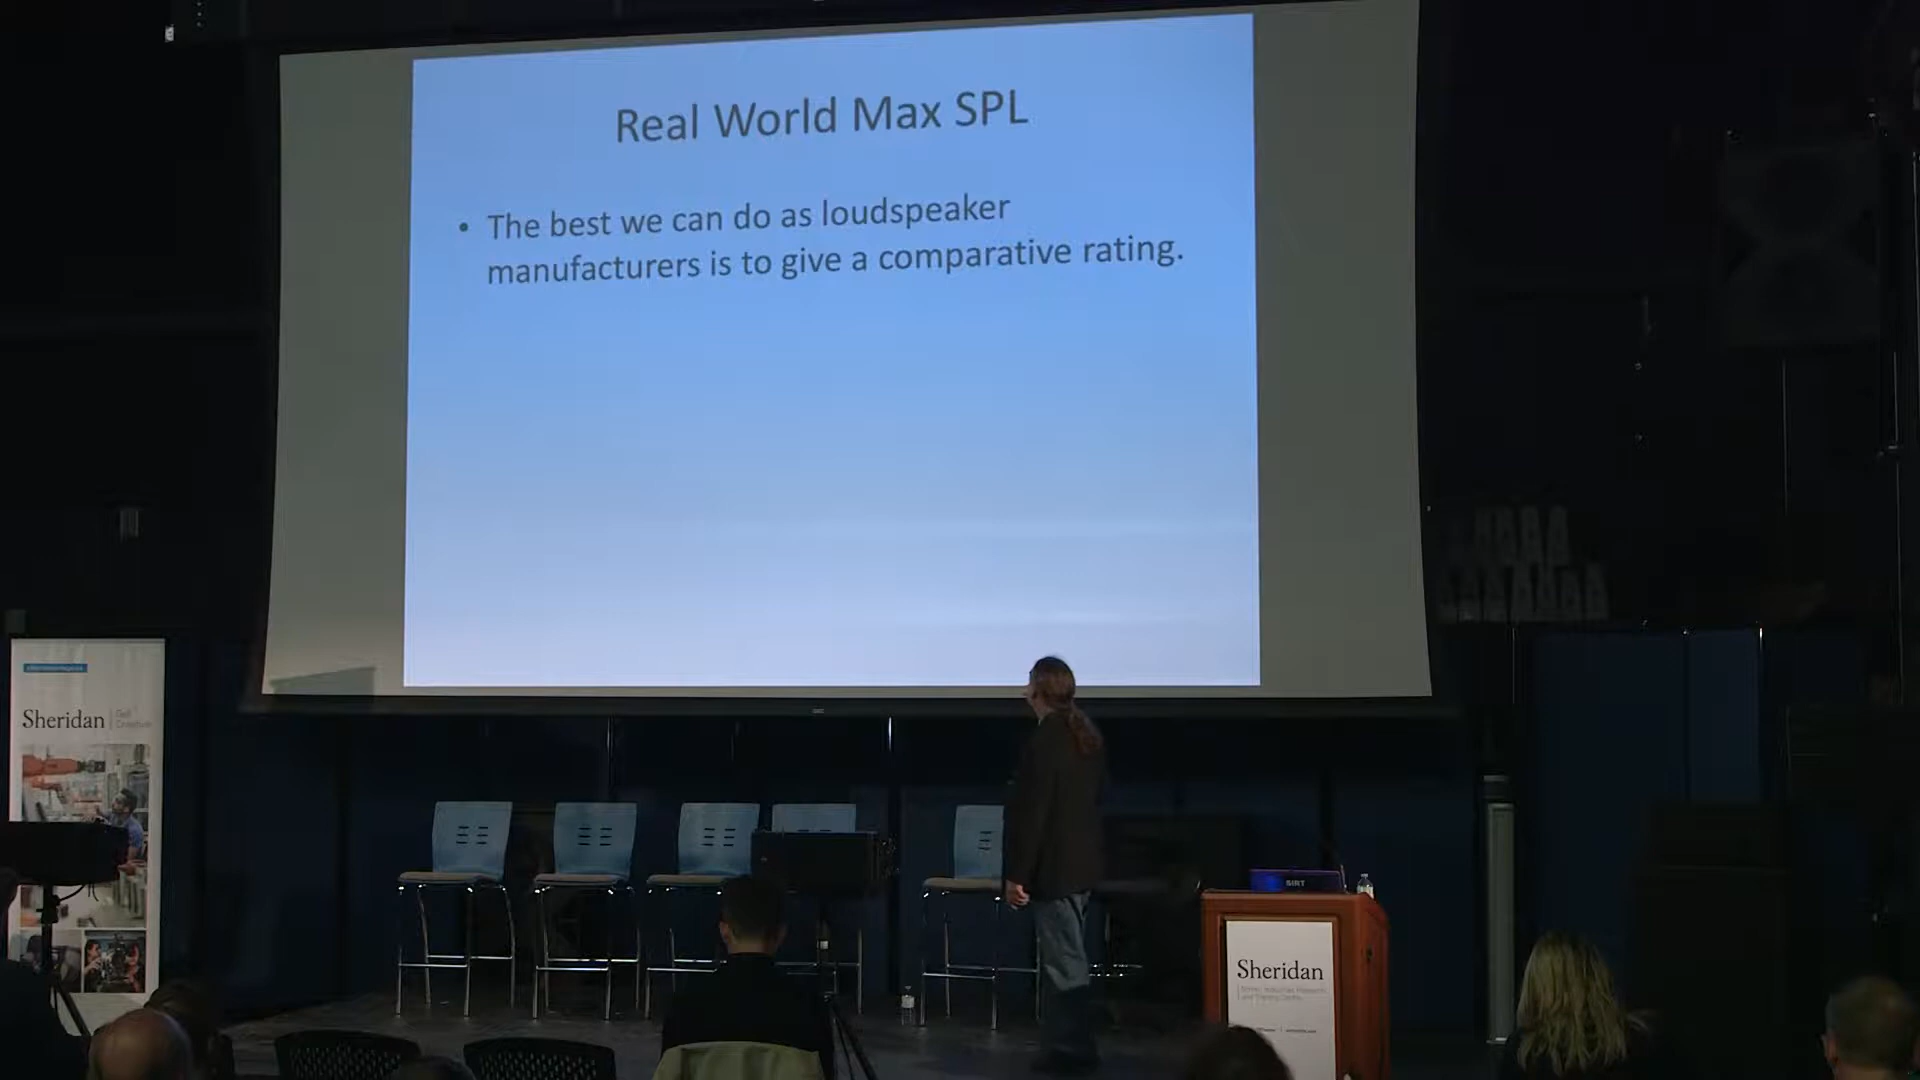 Real World Max SPL
• The best we can do as loudspeaker
manufacturers is to give a comparative rating.
Sheridan
SIRT
Sheridan